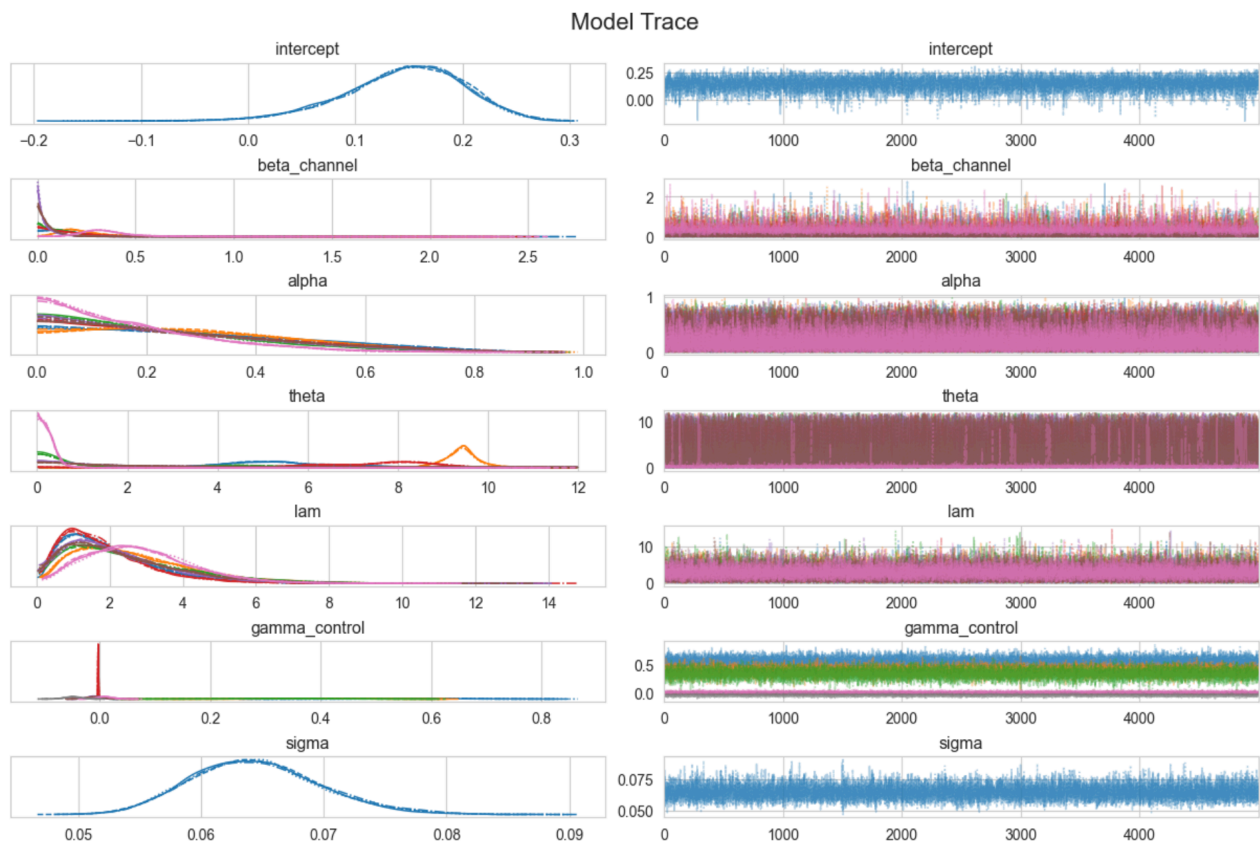 Model Trace
intercept intercept
0.25
0.00
−0.2 −0.1 0.0 0.1 0.2 0.3 0 1000 2000 3000 4000
beta_channel beta_channel
2
0
0.0 0.5 1.0 1.5 2.0 2.5 0 1000 2000 3000 4000
alpha alpha
1
0
0.0 0.2 0.4 0.6 0.8 1.0 0 1000 2000 3000 4000
theta theta
10
0
0 2 4 6 8 10 12 0 1000 2000 3000 4000
lam lam
10
0
0 2 4 6 8 10 12 14 0 1000 2000 3000 4000
gamma_control gamma_control
0.5
0.0
0.0 0.2 0.4 0.6 0.8 0 1000 2000 3000 4000
sigma sigma
0.075
0.050
0.05 0.06 0.07 0.08 0.09 0 1000 2000 3000 4000